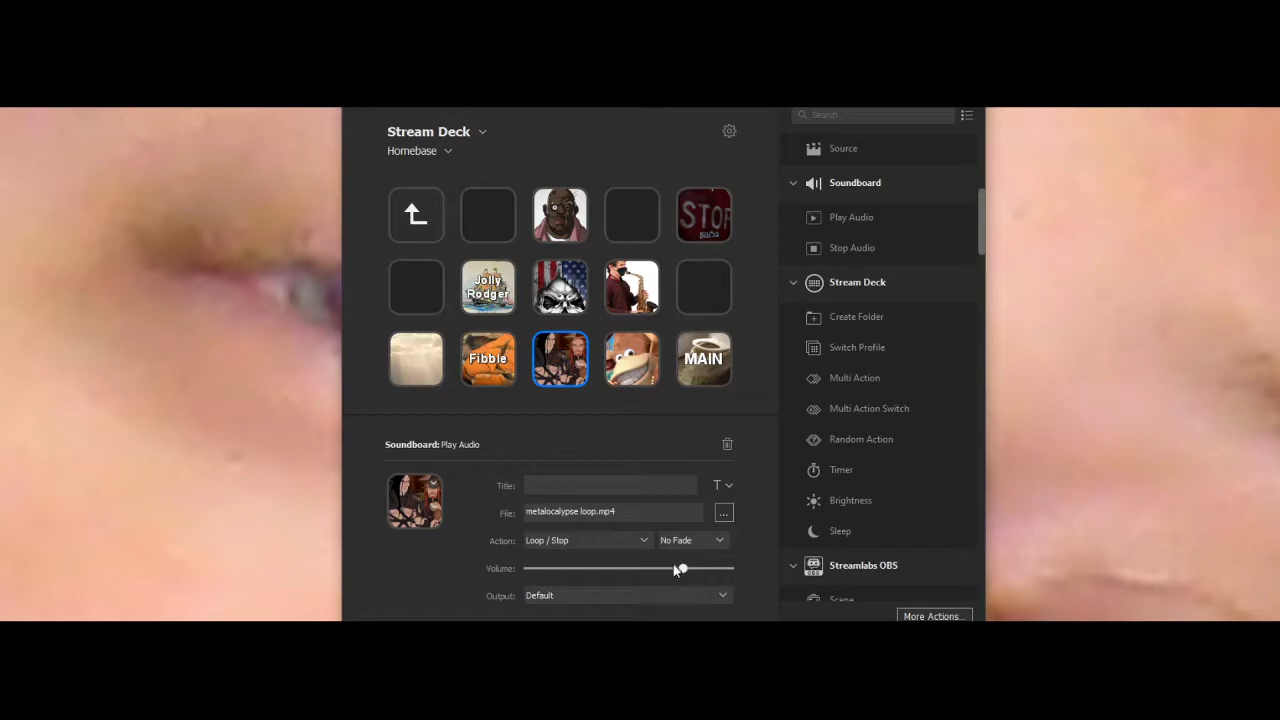 Search
Stream Deck
Homebase
Source
Soundboard
Play Audio
Stop Audio
STOP
Jolly
Rodger
Stream Deck
Create Folder
Switch Profile
Fibble
MAIN
Multi Action
Multi Action Switch
Random Action
Timer
Brightness
Sleep
Soundboard: Play Audio
Title:
T
File: metalocalypse loop.mp4 ...
Action: Loop / Stop No Fade
Volume:
Output: Default
Streamlabs OBS
Scene
More Actions...